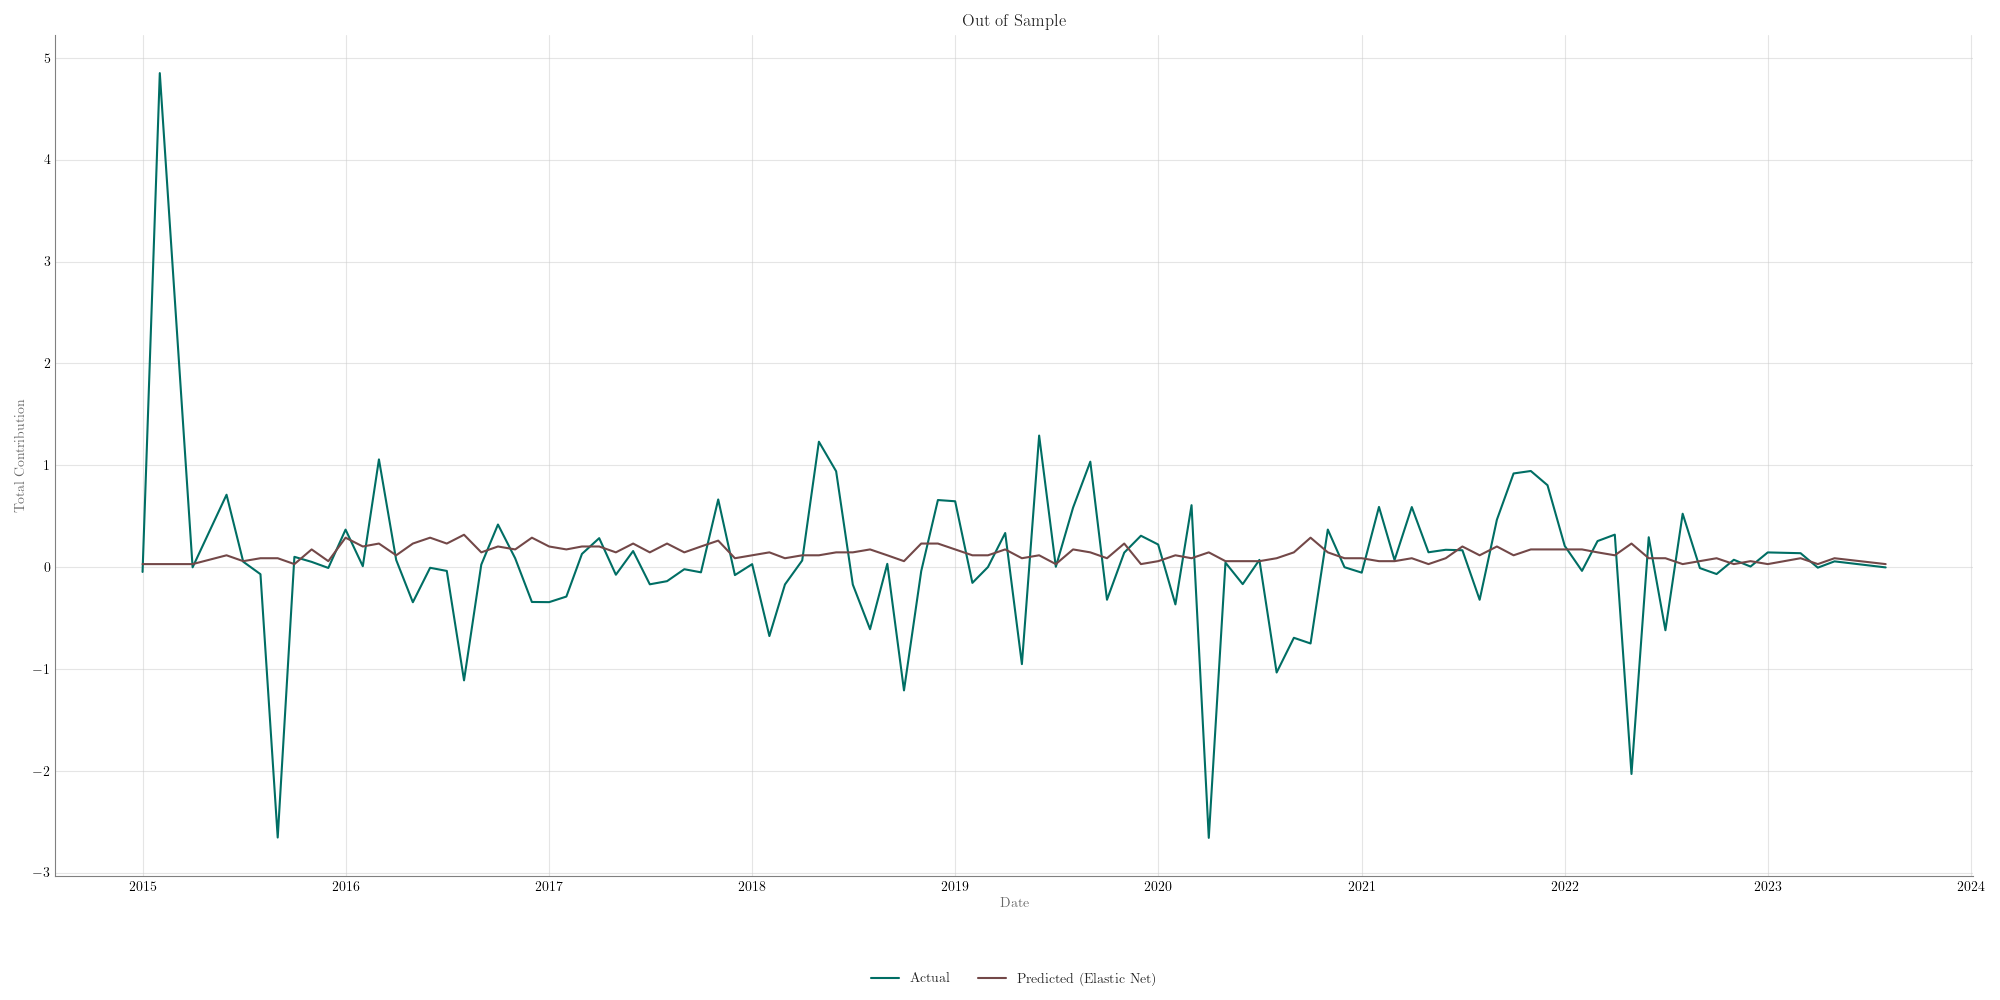 Out of Sample
Total Contribution
5
4
3
2
1
0
−1
−2
−3
2015 2016 2017 2018 2019 2020 2021 2022 2023 2024
Date
Actual Predicted (Elastic Net)